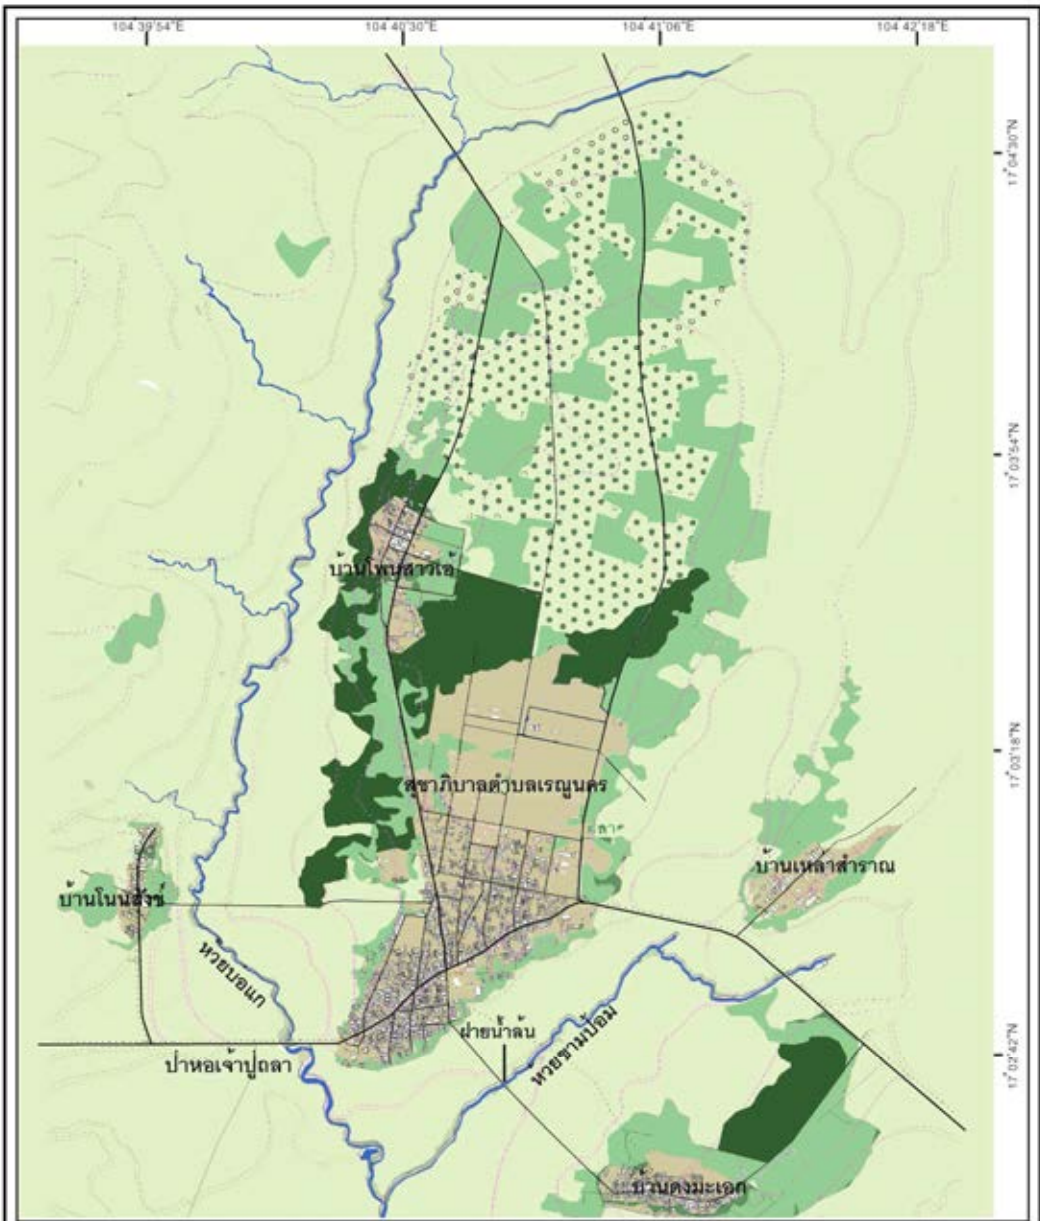 104°39'54"E
104°40'30"E
104°41'06"E
104°42'18"E
17°04'30"N
17°03'54"N
บ้านโพนสาวเอ้
17°03'18"N
สุขาภิบาลตำบลเรณูนคร
บ้านเหล่าสำราญ
บ้านโนนสังข์
หวยบอแก
ฝายน้ำล้น
หวยขามป้อม
17°02'42"N
ปาหอเจ้าปูถลา
บ้านดงมะเอก